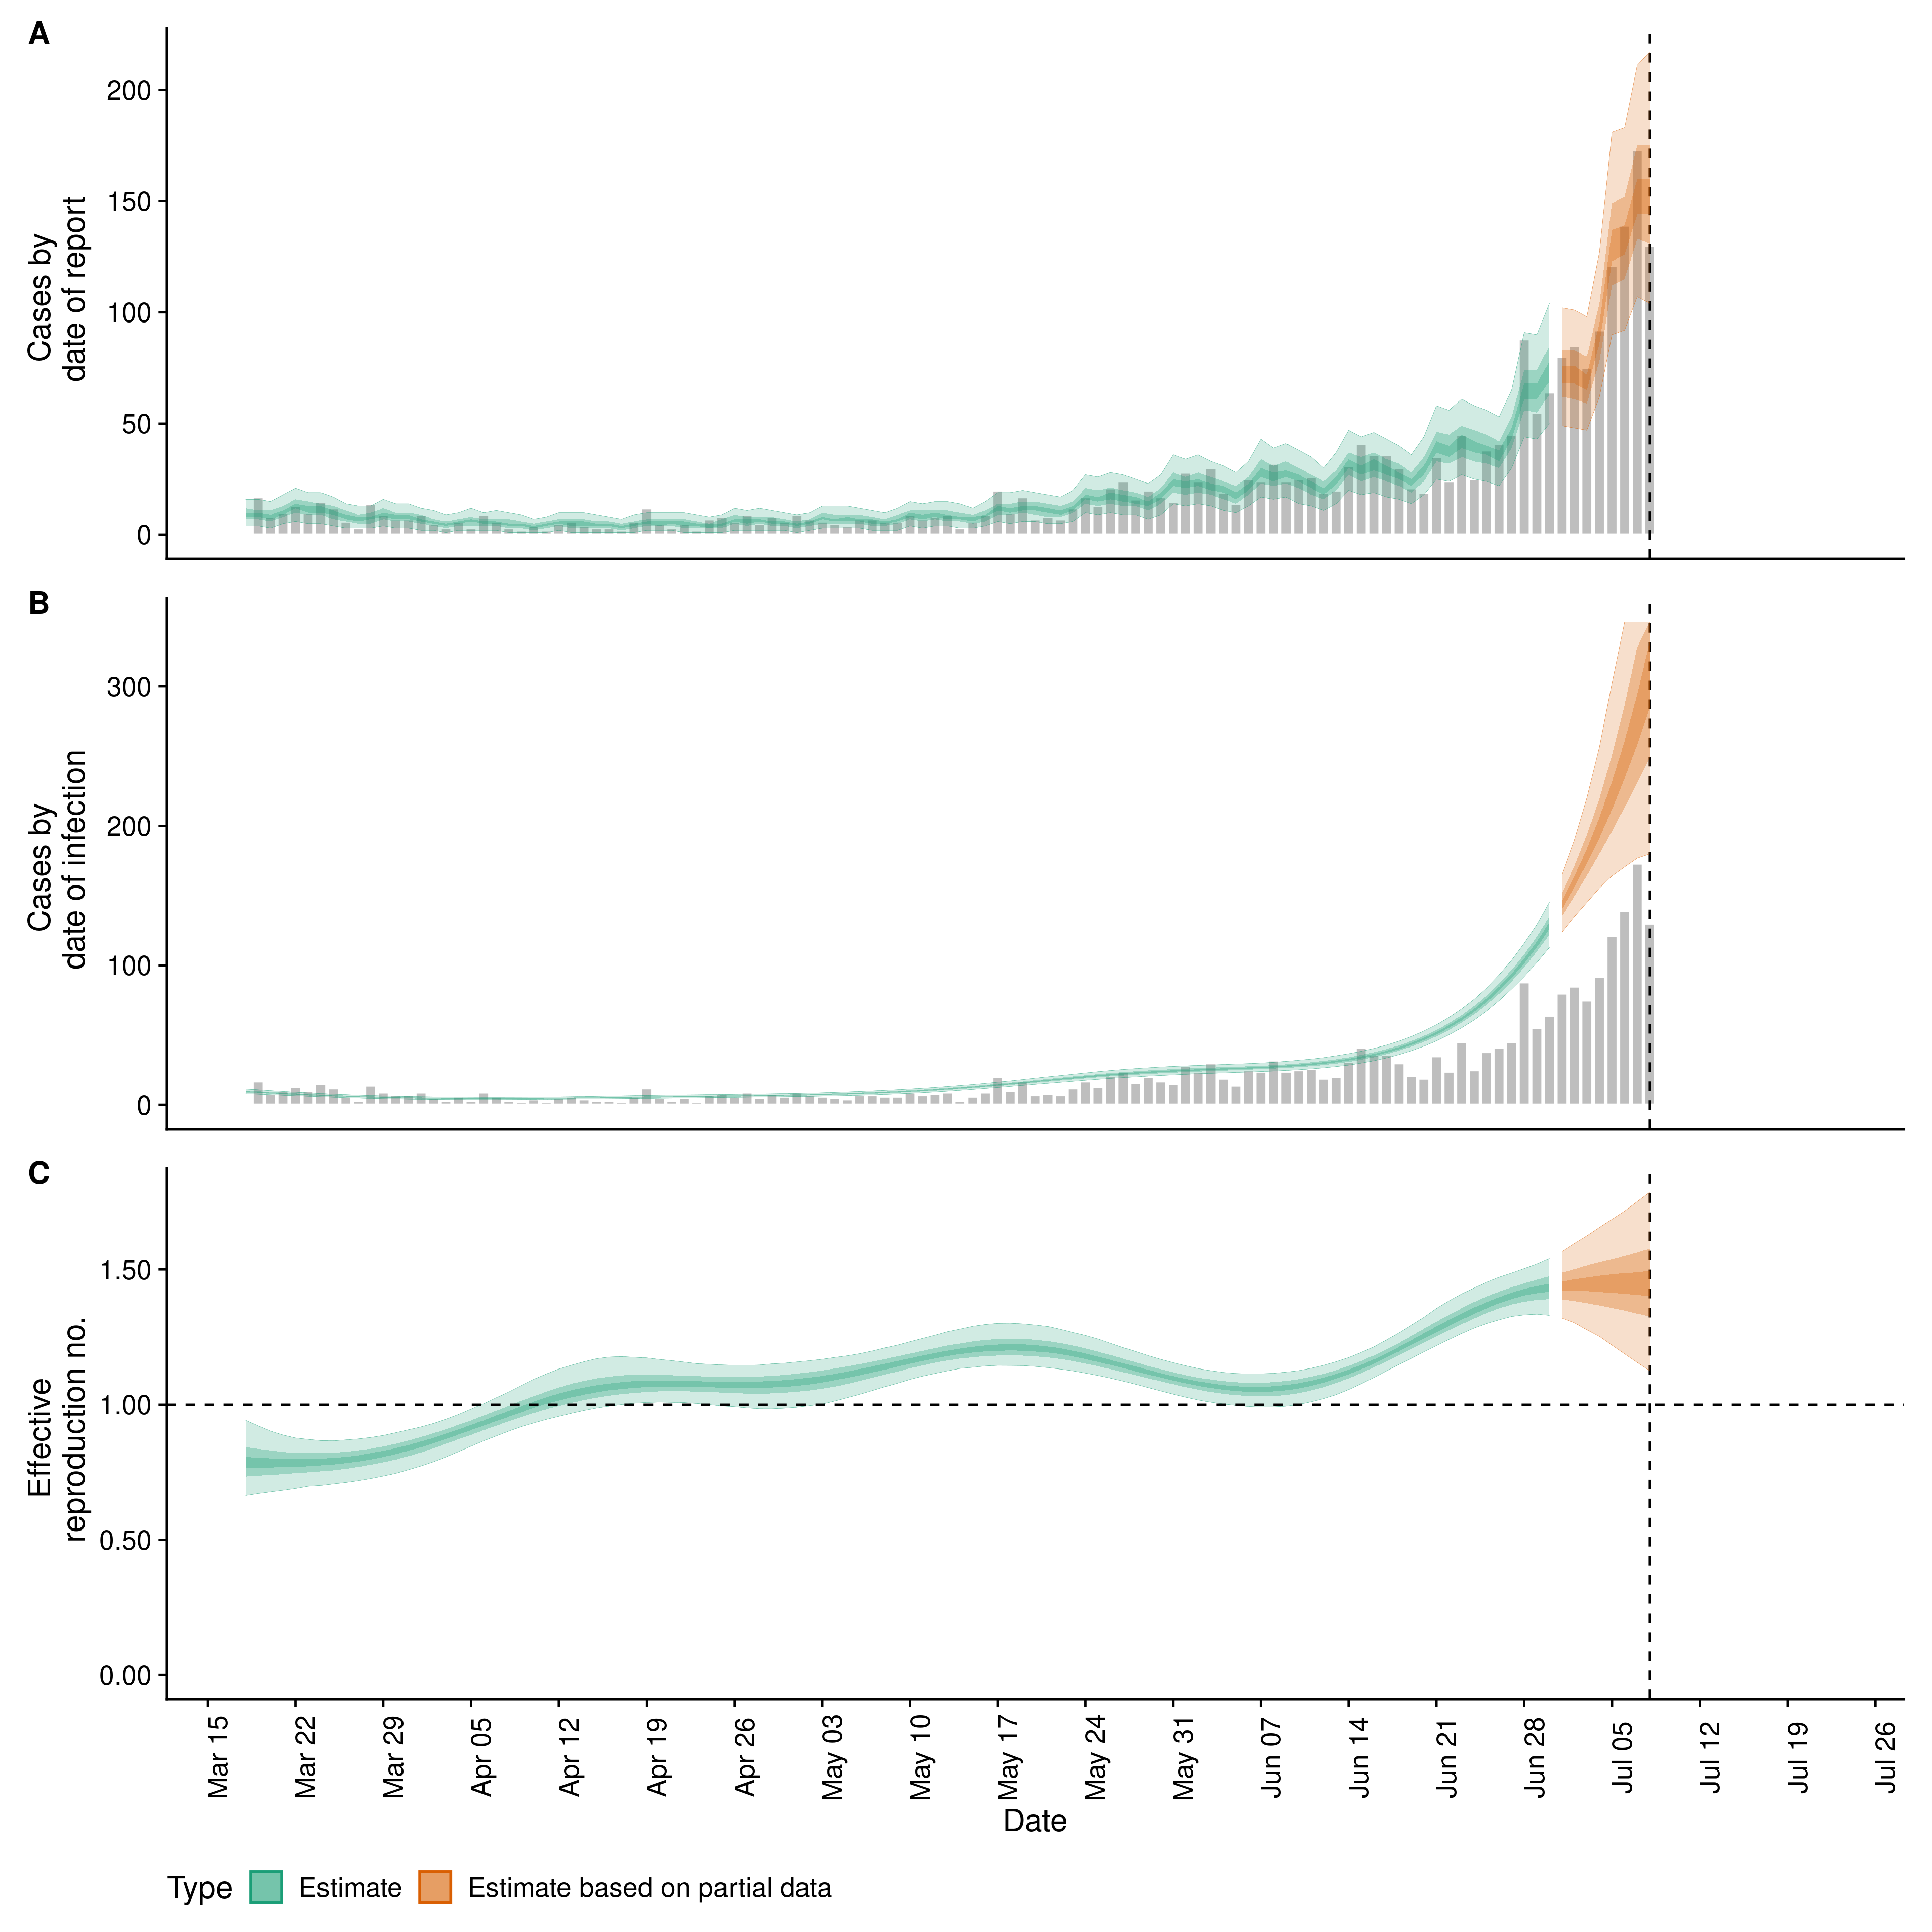 A
Cases by
date of report
200
150
100
50
0
B
Cases by
date of infection
300
200
100
0
C
Effective
reproduction no.
1.50
1.00
0.50
0.00
Mar 15
Mar 22
Mar 29
Apr 05
Apr 12
Apr 19
Apr 26
May 03
May 10
May 17
May 24
May 31
Jun 07
Jun 14
Jun 21
Jun 28
Jul 05
Jul 12
Jul 19
Jul 26
Date
Type Estimate Estimate based on partial data